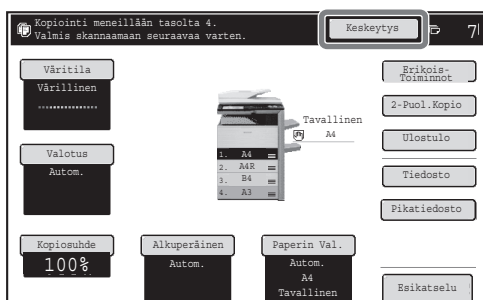 Kopiointi meneillään tasolta 4.
Valmis skannaamaan seuraavaa varten.
Keskeytys
7
Väritila
Värillinen
Valotus
Autom.
Kopiosuhde
100%
Alkuperäinen
Autom.
Paperin Val.
Autom.
A4
Tavallinen
Tavallinen
A4
1. A4
2. A4R
3. B4
4. A3
Erikois-
Toiminnot
2-Puol.Kopio
Ulostulo
Tiedosto
Pikatiedosto
Esikatselu